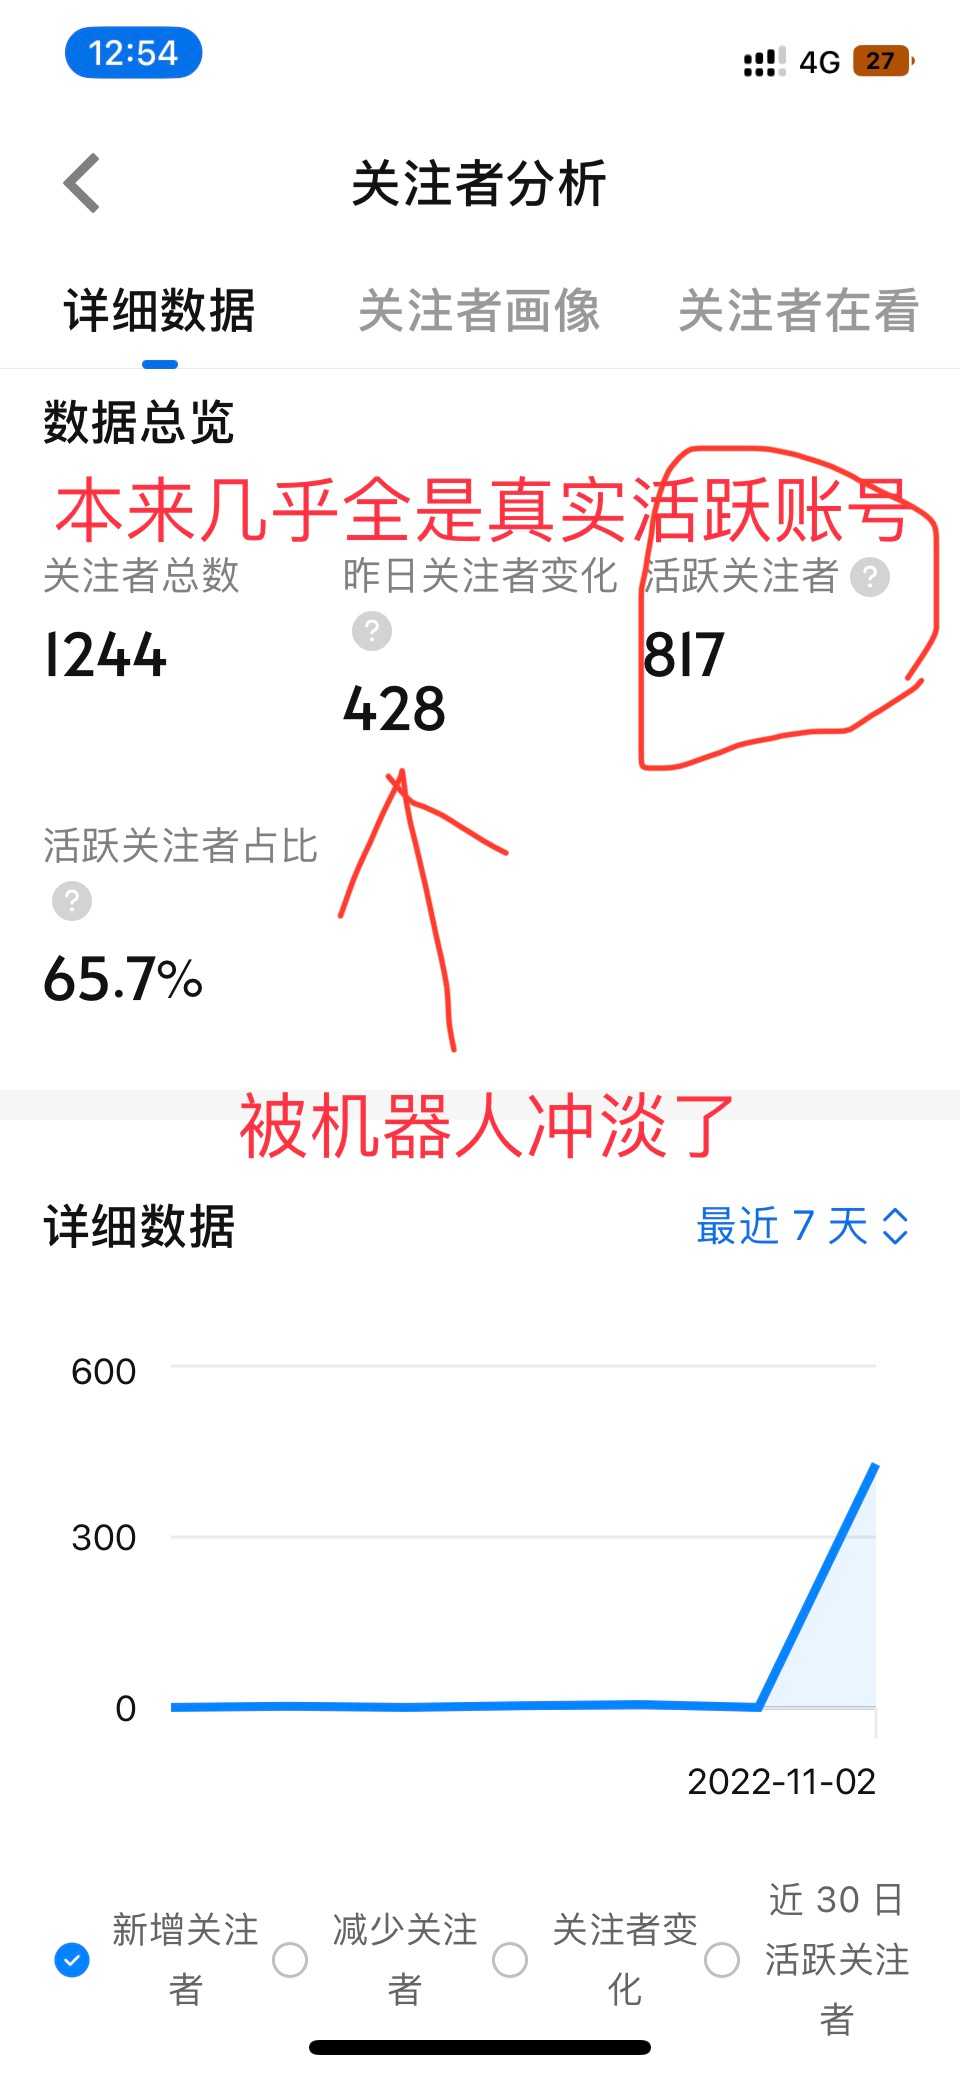 12:54
4G 27
关注者分析
详细数据 关注者画像 关注者在看
数据总览
本来几乎全是真实活跃账号
关注者总数 昨日关注者变化 ? 活跃关注者 ?
1244 428 817
活跃关注者占比 ?
65.7%
被机器人冲淡了
详细数据 最近 7 天
600
300
0
2022-11-02
新增关注者 减少关注者 关注者变化 近 30 日活跃关注者